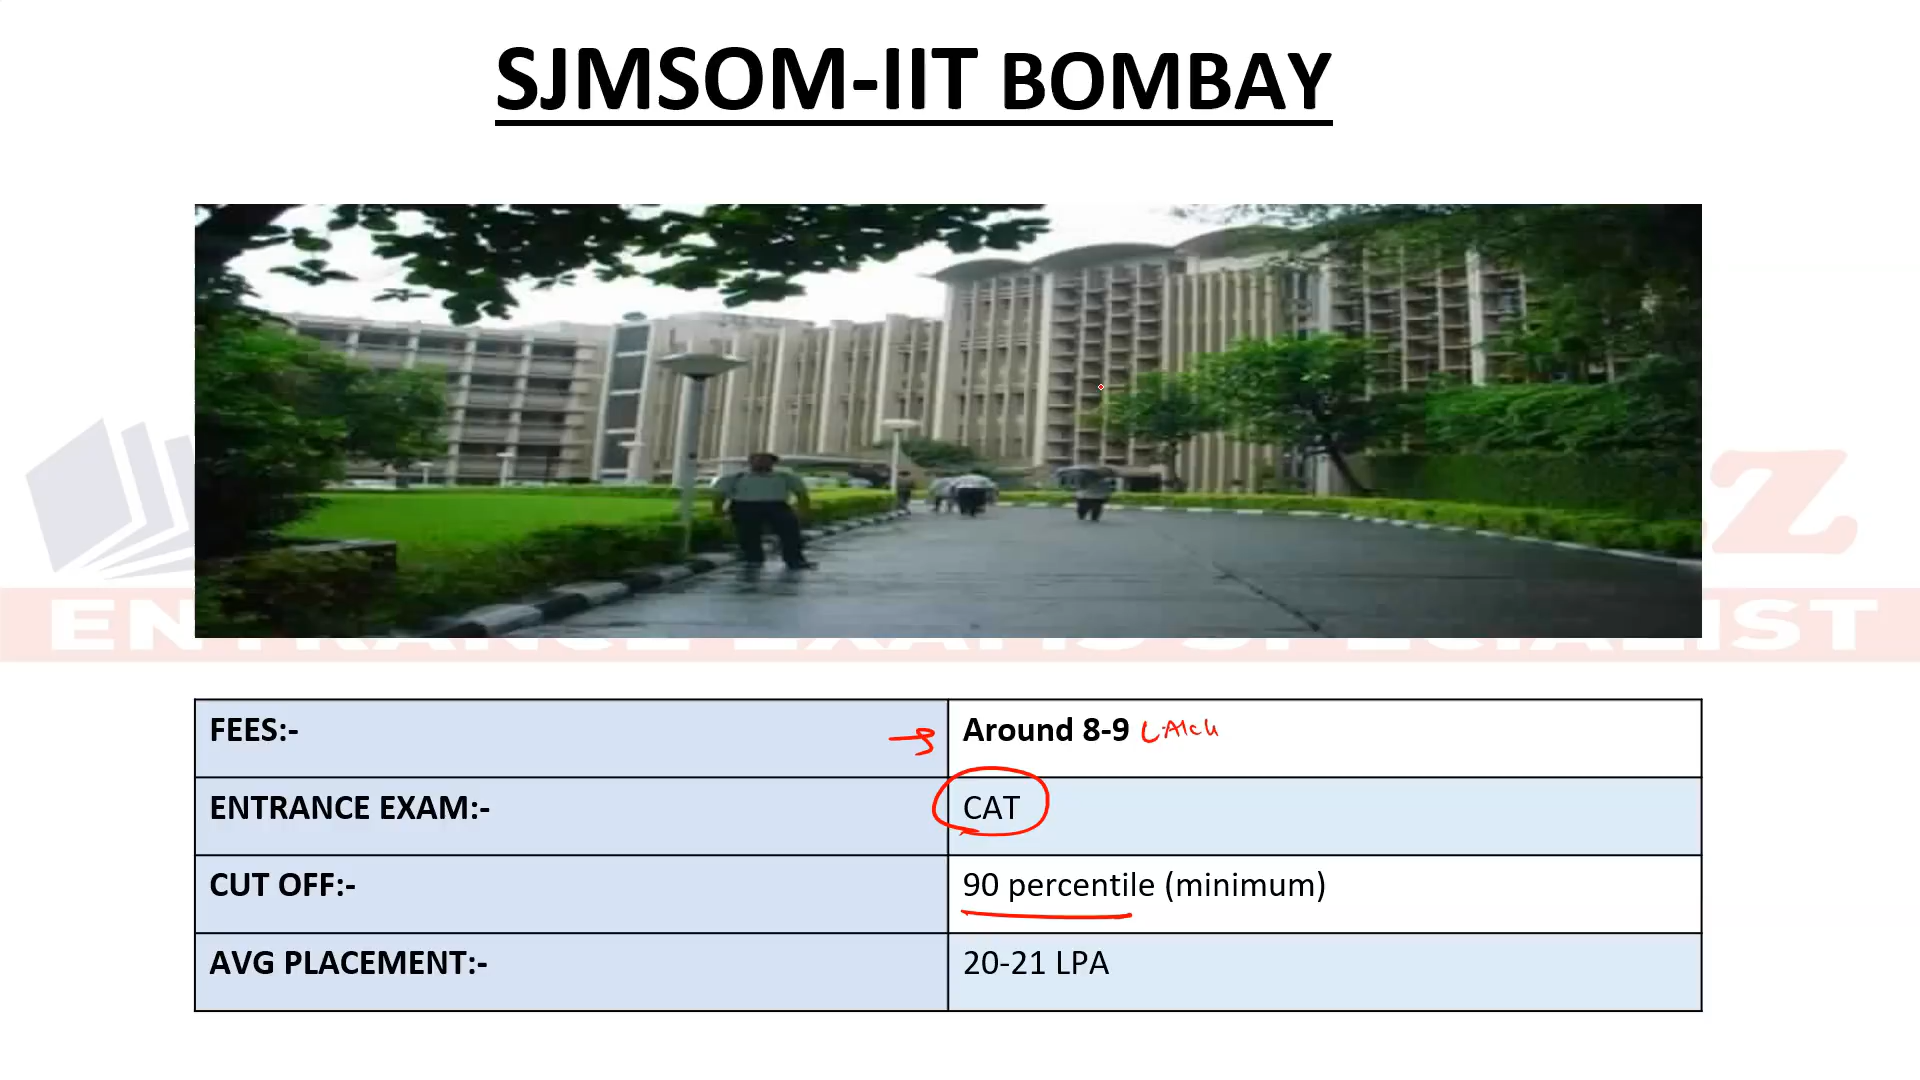 SJMSOM-IIT BOMBAY
FEES:- Around 8-9
ENTRANCE EXAM:- CAT
CUT OFF:- 90 percentile (minimum)
AVG PLACEMENT:- 20-21 LPA